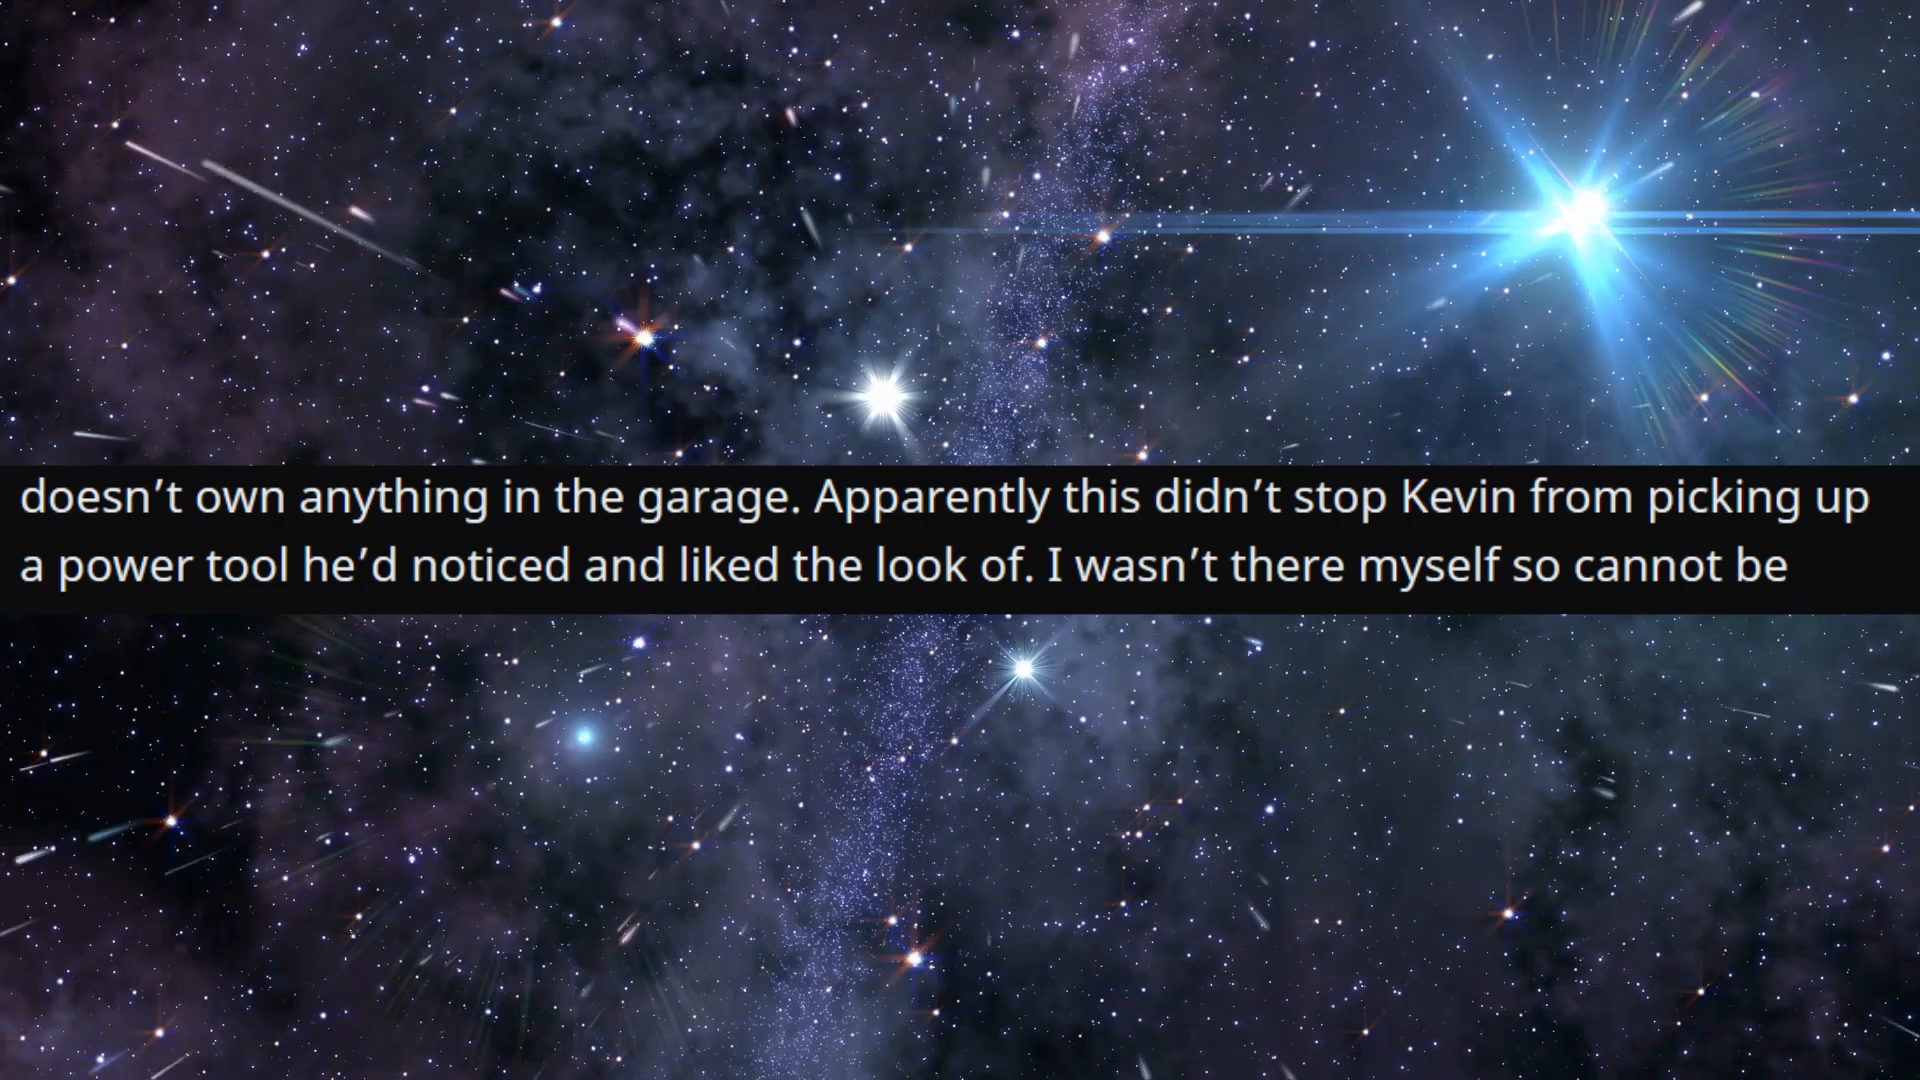 doesn’t own anything in the garage. Apparently this didn’t stop Kevin from picking up
a power tool he’d noticed and liked the look of. I wasn’t there myself so cannot be